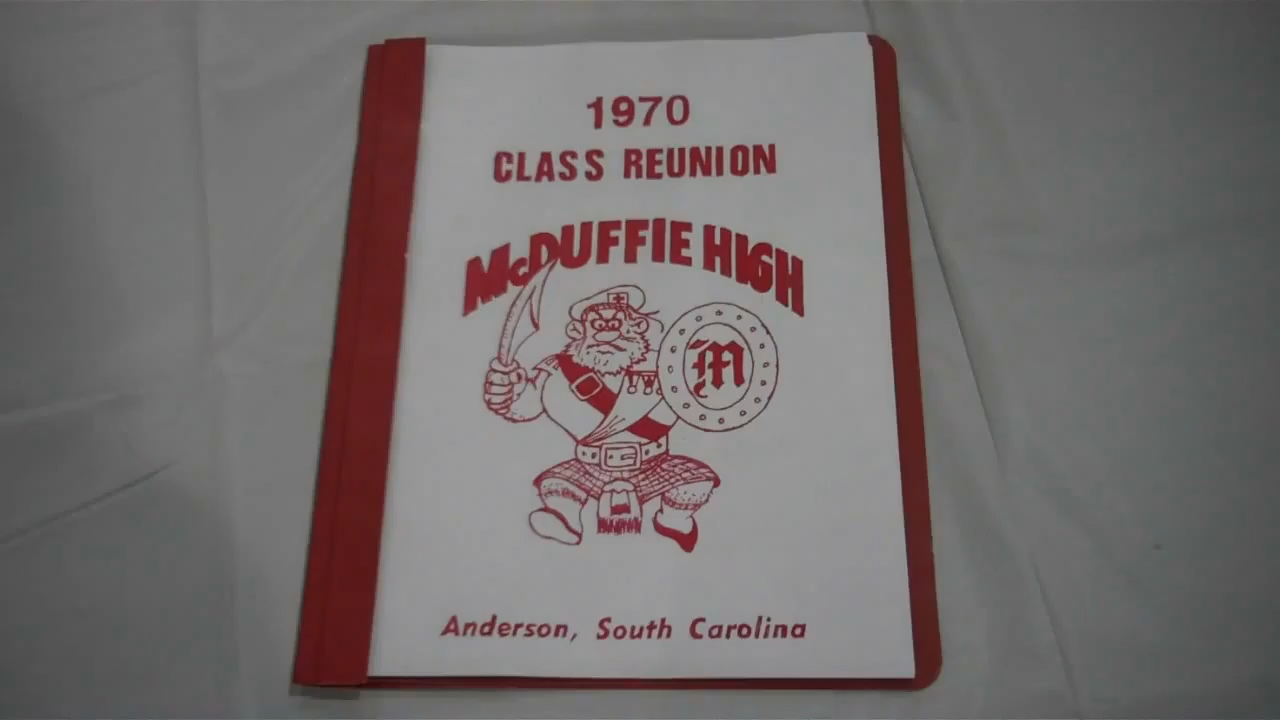 1970
CLASS REUNION
McDUFFIE HIGH
M
Anderson, South Carolina